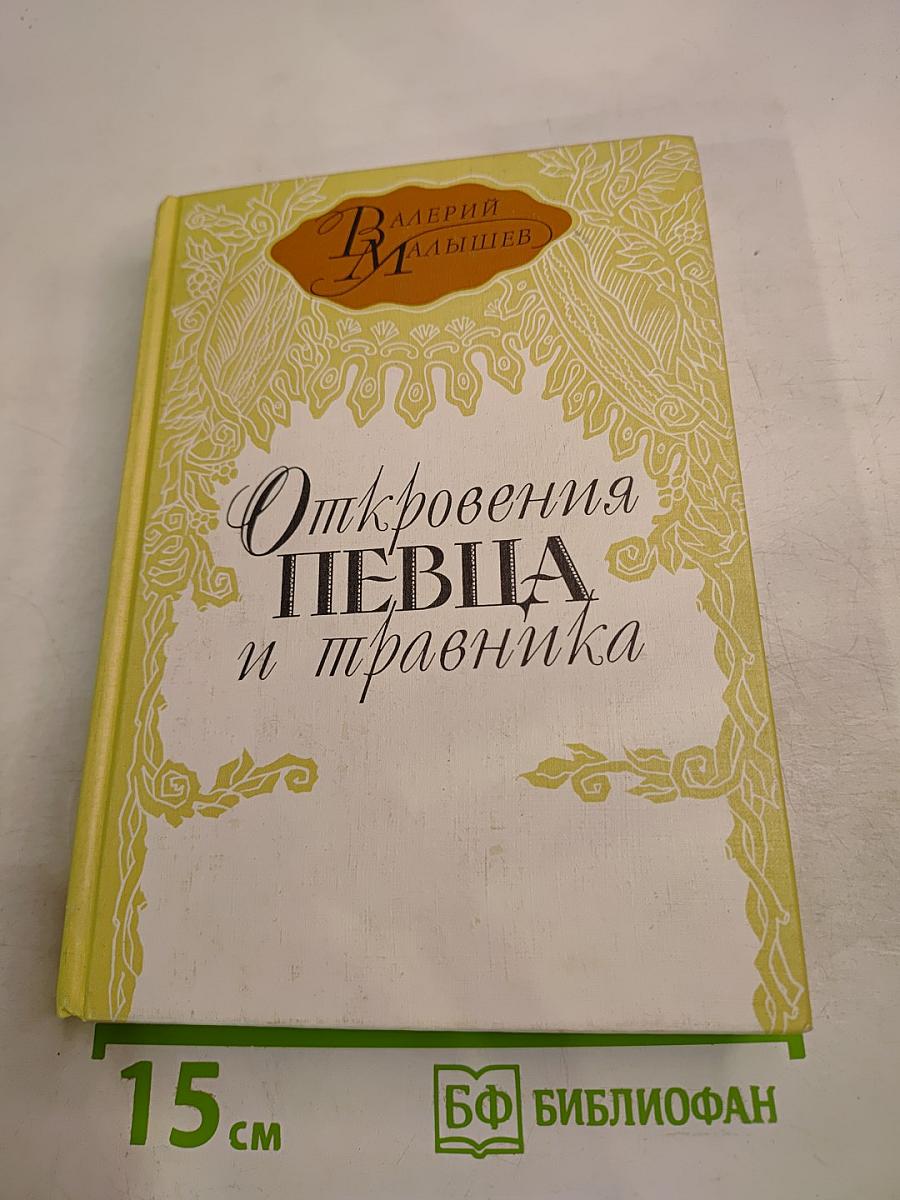 Валерий
Малышев
Откровения
ПЕВЦА
и травника
15 см
БФ БИБЛИОФАН